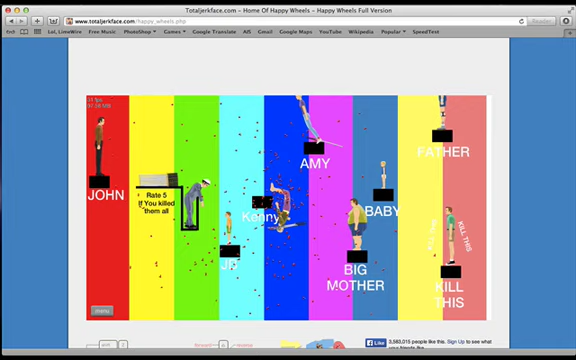 Totaljerkface.com - Home Of Happy Wheels - Happy Wheels Full Version
www.totaljerkface.com/happy_wheels.php
Reader
Lol, LimeWire Free Music PhotoShop Games Google Translate AIS Gmail Google Maps YouTube Wikipedia Popular SpeedTest
JOHN
Rate 5
If You killed
them all
Kenny
AMY
BABY
FATHER
BIG
MOTHER
KILL THIS
KILL
THIS
menu
Like 3,583,015 people like this. Sign Up to see what
your friends like.